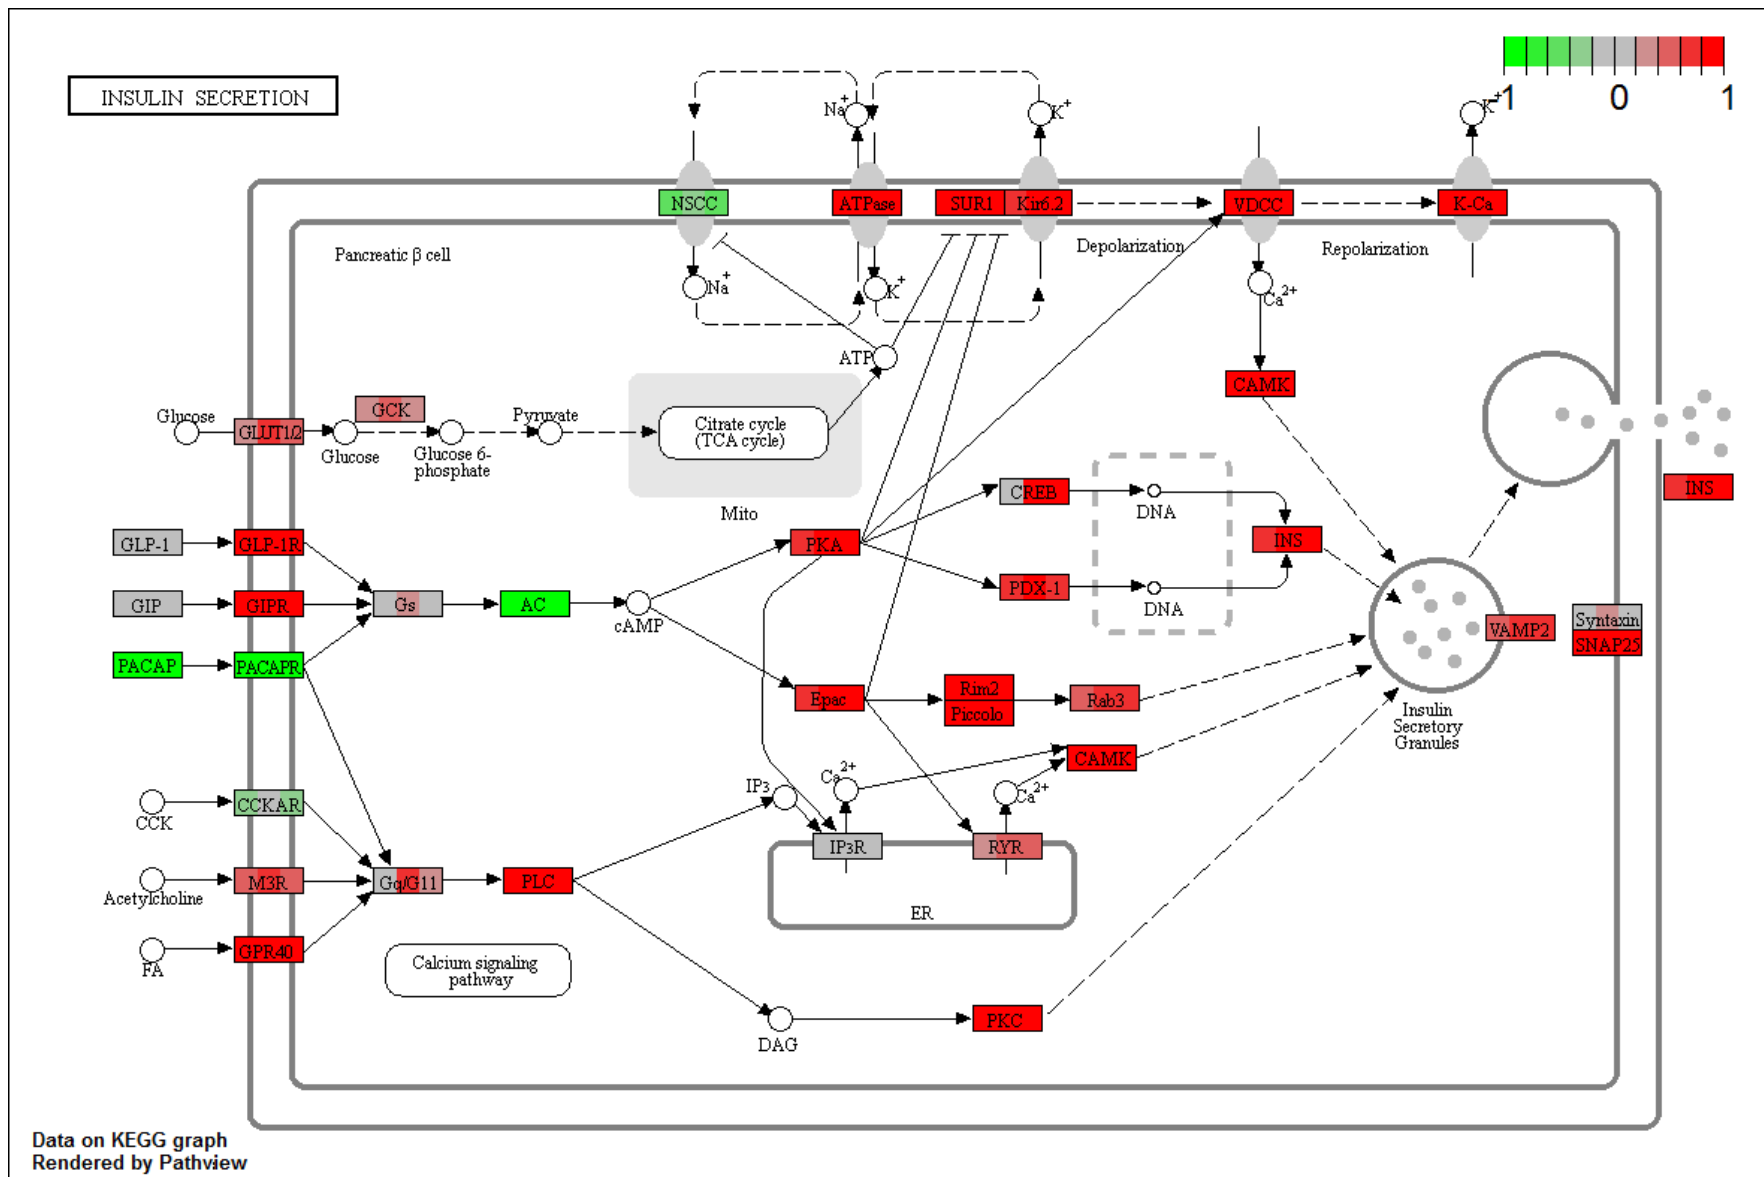 INSULIN SECRETION
-1 0 1
Na+
K+
K+
NSCC
ATPase
SUR1
Kir6.2
VDCC
K-Ca
Pancreatic β cell
Depolarization
Repolarization
Na+
K+
Ca2+
ATP
CAMK
Glucose
GLUT1/2
GCK
Glucose
Glucose 6-
phosphate
Pyruvate
Citrate cycle
(TCA cycle)
Mito
CREB
DNA
INS
INS
GLP-1
GLP-1R
PKA
PDX-1
DNA
GIP
GIPR
Gs
AC
cAMP
PACAP
PACAPR
Epac
Rim2
Piccolo
Rab3
VAMP2
Syntaxin
SNAP25
Insulin
Secretory
Granules
CAMK
CCK
CCKAR
IP3
Ca2+
Ca2+
IP3R
RYR
ER
Acetylcholine
M3R
Gq/G11
PLC
FA
GPR40
Calcium signaling
pathway
DAG
PKC
Data on KEGG graph
Rendered by Pathview